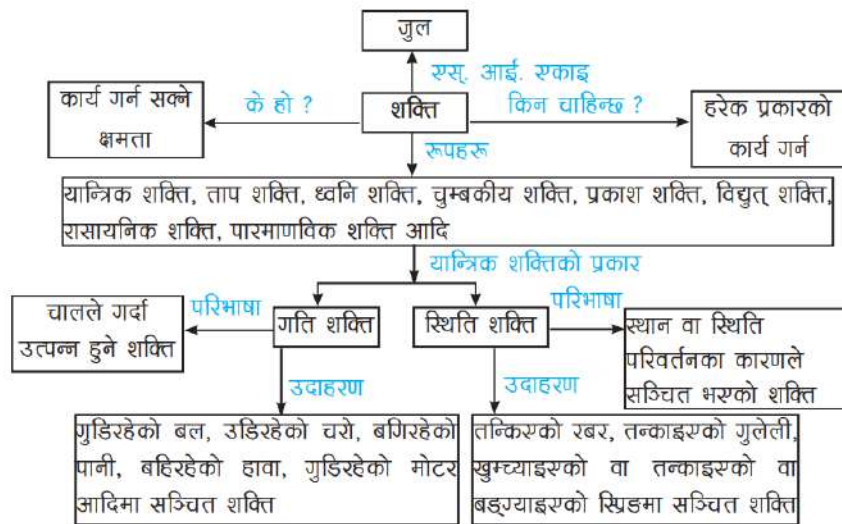 जुल
एस्. आई. एकाइ
कार्य गर्न सक्ने
क्षमता
के हो ?
शक्ति
किन चाहिन्छ ?
हरेक प्रकारको
कार्य गर्न
रूपहरू
यान्त्रिक शक्ति, ताप शक्ति, ध्वनि शक्ति, चुम्बकीय शक्ति, प्रकाश शक्ति, विद्युत् शक्ति,
रासायनिक शक्ति, पारमाणविक शक्ति आदि
यान्त्रिक शक्तिको प्रकार
चालले गर्दा
उत्पन्न हुने शक्ति
परिभाषा
गति शक्ति
स्थिति शक्ति
परिभाषा
स्थान वा स्थिति
परिवर्तनका कारणले
सञ्चित भएको शक्ति
उदाहरण
उदाहरण
गुडिरहेको बल, उडिरहेको चरो, बगिरहेको
पानी, बहिरहेको हावा, गुडिरहेको मोटर
आदिमा सञ्चित शक्ति
तन्किएको रबर, तन्काइएको गुलेली,
खुम्च्याइएको वा तन्काइएको वा
बङ्ग्याइएको स्प्रिङमा सञ्चित शक्ति